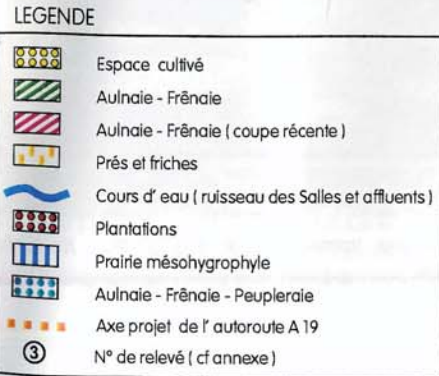 LEGENDE
Espace cultivé
Aulnaie - Frênaie
Aulnaie - Frênaie ( coupe récente )
Prés et friches
Cours d' eau ( ruisseau des Salles et affluents )
Plantations
Prairie mésohygrophyle
Aulnaie - Frênaie - Peupleraie
Axe projet de l' autoroute A 19
③ N° de relevé ( cf annexe )